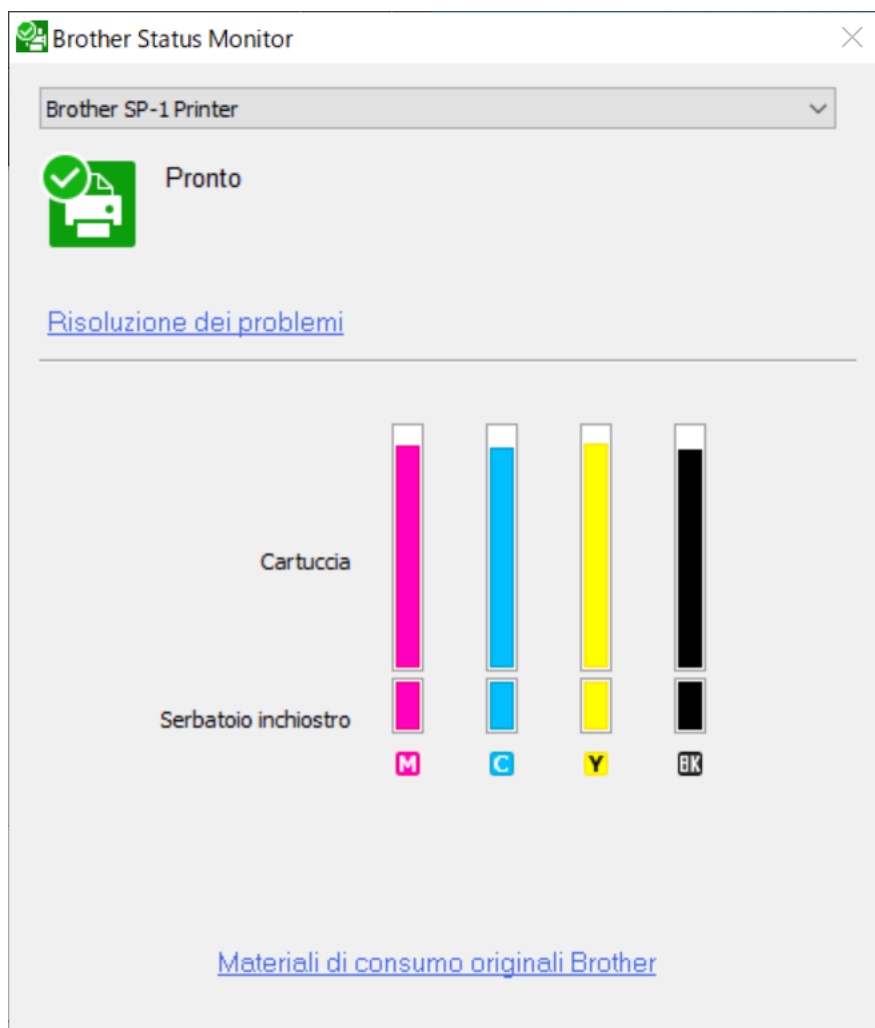 Brother Status Monitor
Brother SP-1 Printer
Pronto
Risoluzione dei problemi
Cartuccia
Serbatoio inchiostro
M C Y BK
Materiali di consumo originali Brother